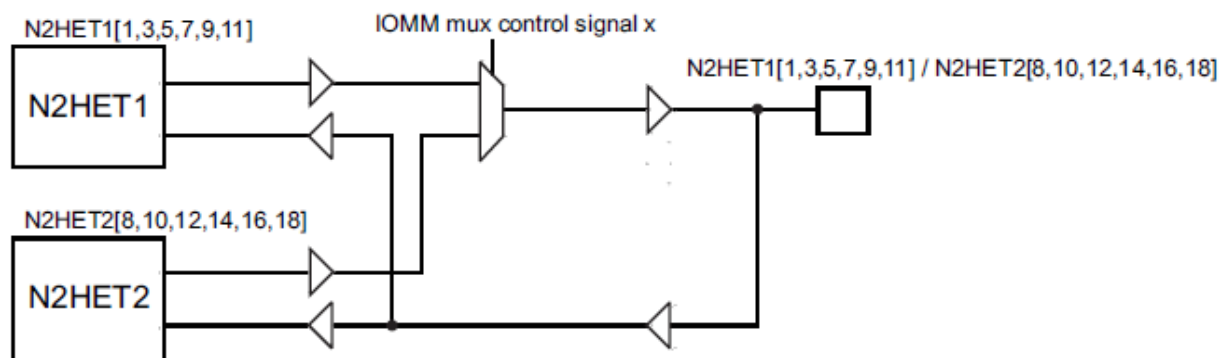 N2HET1[1,3,5,7,9,11]
IOMM mux control signal x
N2HET1[1,3,5,7,9,11] / N2HET2[8,10,12,14,16,18]
N2HET1
N2HET2[8,10,12,14,16,18]
N2HET2